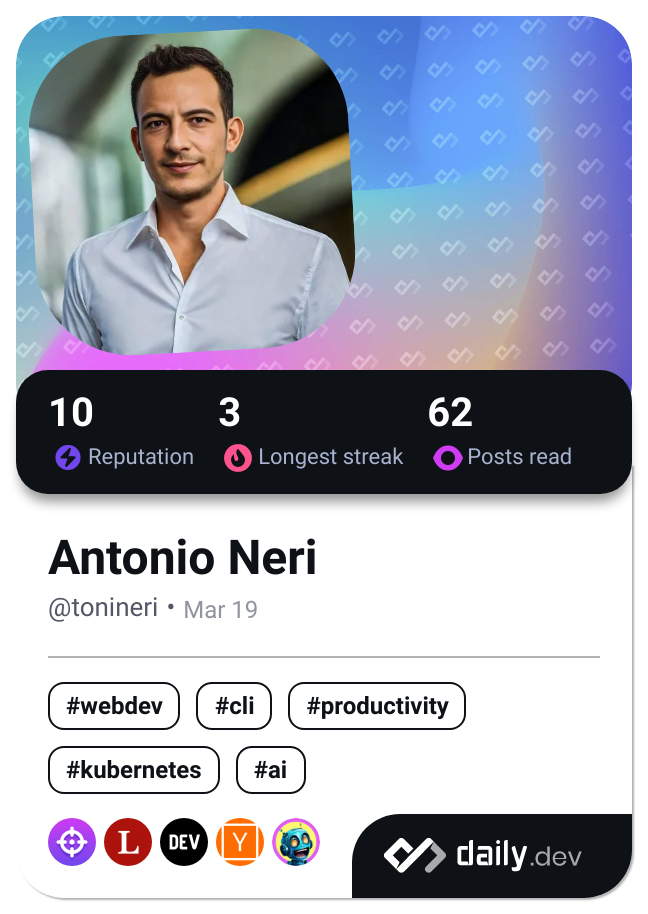 10 3 62
Reputation Longest streak Posts read
Antonio Neri
@tonineri • Mar 19
#webdev #cli #productivity
#kubernetes #ai
L DEV Y daily.dev